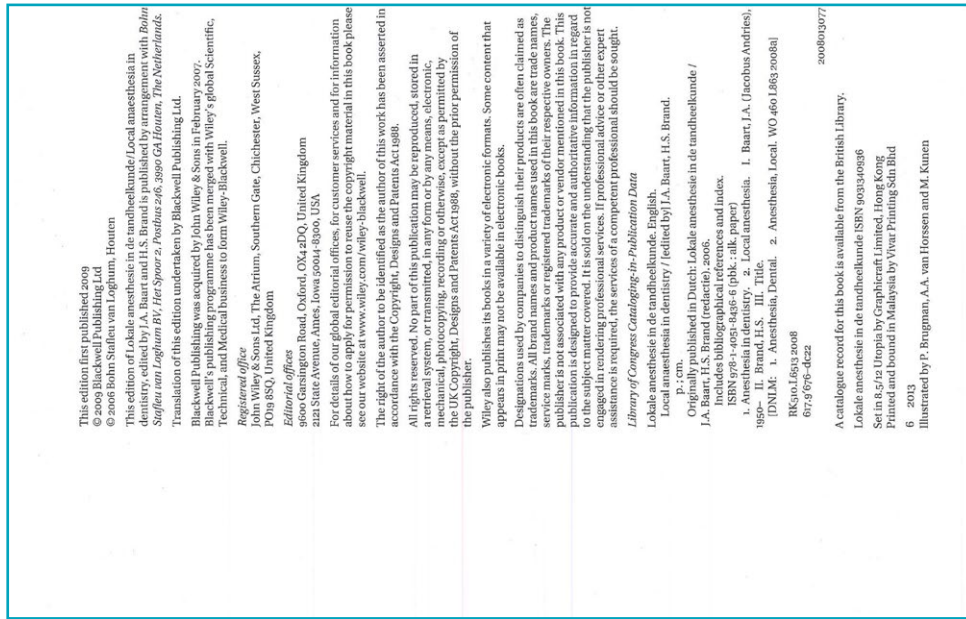 This edition first published 2009
© 2009 Blackwell Publishing Ltd
© 2006 Bohn Stafleu van Loghum, Houten
This edition of Lokale anesthesie in de tandheelkunde/Local anaesthesia in
dentistry, edited by J.A. Baart and H.S. Brand is published by arrangement with Bohn
Stafleu van Loghum BV, Het Spoor 2, Postbus 246, 3990 GA Houten, The Netherlands.
Translation of this edition undertaken by Blackwell Publishing Ltd.
Blackwell Publishing was acquired by John Wiley & Sons in February 2007.
Blackwell's publishing programme has been merged with Wiley's global Scientific,
Technical, and Medical business to form Wiley-Blackwell.
Registered office
John Wiley & Sons Ltd, The Atrium, Southern Gate, Chichester, West Sussex,
PO19 8SQ, United Kingdom
Editorial offices
9600 Garsington Road, Oxford, OX4 2DQ, United Kingdom
2121 State Avenue, Ames, Iowa 50014-8300, USA
For details of our global editorial offices, for customer services and for information
about how to apply for permission to reuse the copyright material in this book please
see our website at www.wiley.com/wiley-blackwell.
The right of the author to be identified as the author of this work has been asserted in
accordance with the Copyright, Designs and Patents Act 1988.
All rights reserved. No part of this publication may be reproduced, stored in
a retrieval system, or transmitted, in any form or by any means, electronic,
mechanical, photocopying, recording or otherwise, except as permitted by
the UK Copyright, Designs and Patents Act 1988, without the prior permission of
the publisher.
Wiley also publishes its books in a variety of electronic formats. Some content that
appears in print may not be available in electronic books.
Designations used by companies to distinguish their products are often claimed as
trademarks. All brand names and product names used in this book are trade names,
service marks, trademarks or registered trademarks of their respective owners. The
publisher is not associated with any product or vendor mentioned in this book. This
publication is designed to provide accurate and authoritative information in regard
to the subject matter covered. It is sold on the understanding that the publisher is not
engaged in rendering professional services. If professional advice or other expert
assistance is required, the services of a competent professional should be sought.
Library of Congress Cataloging-in-Publication Data
Lokale anesthesie in de tandheelkunde. English.
Local anaesthesia in dentistry / [edited by] J.A. Baart, H.S. Brand.
p. ; cm.
Originally published in Dutch: Lokale anesthesie in de tandheelkunde /
J.A. Baart, H.S. Brand (redactie). 2006.
Includes bibliographical references and index.
ISBN 978-1-4051-8436-6 (pbk. : alk. paper)
1. Anesthesia in dentistry. 2. Local anesthesia. I. Baart, J.A. (Jacobus Andries),
1950– II. Brand, H.S. III. Title.
[DNLM: 1. Anesthesia, Dental. 2. Anesthesia, Local. WO 460 L863 2008a]
RK510.L6513 2008
617.9'676–dc22
2008013077
A catalogue record for this book is available from the British Library.
Lokale anesthesie in de tandheelkunde ISBN 9031340960
Set in 8.5/12 Utopia by Graphicraft Limited, Hong Kong
Printed and bound in Malaysia by Vivar Printing Sdn Bhd
6 2013
Illustrated by P. Brugman, A.A. van Horssen and M. Kunen